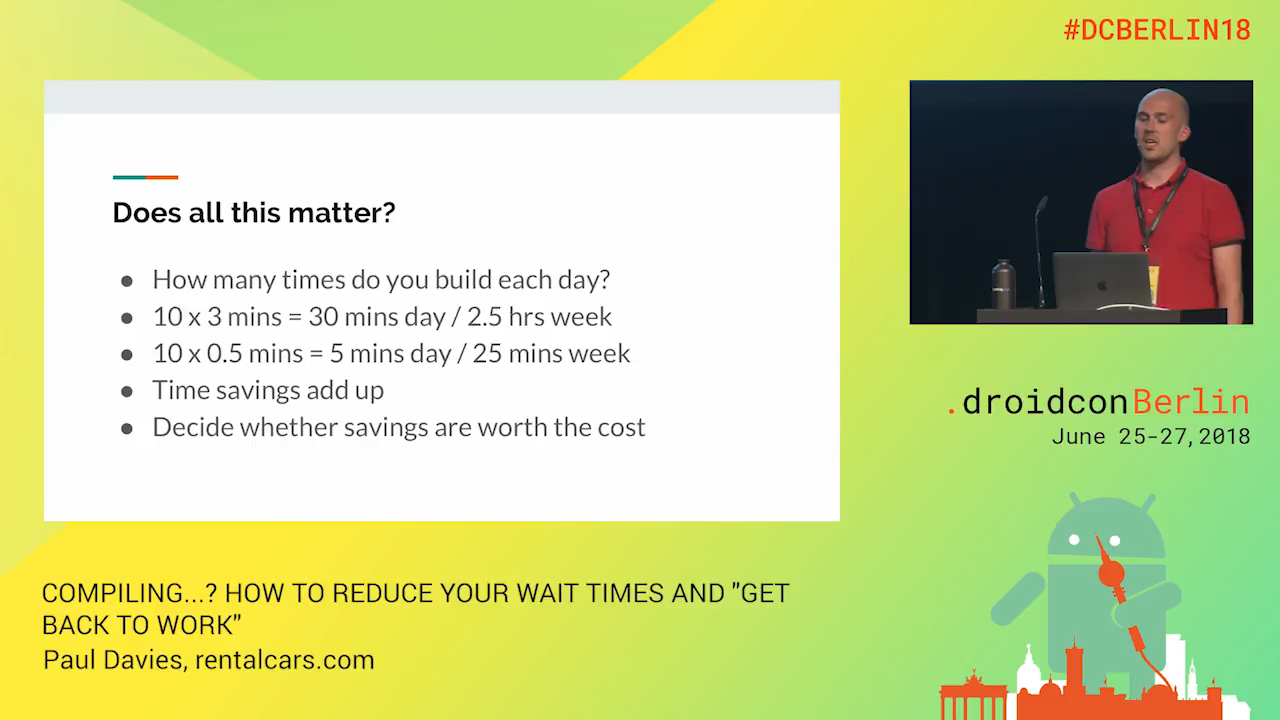 #DCBERLIN18
Does all this matter?
● How many times do you build each day?
● 10 x 3 mins = 30 mins day / 2.5 hrs week
● 10 x 0.5 mins = 5 mins day / 25 mins week
● Time savings add up
● Decide whether savings are worth the cost
.droidconBerlin
June 25-27,2018
COMPILING...? HOW TO REDUCE YOUR WAIT TIMES AND "GET
BACK TO WORK"
Paul Davies, rentalcars.com